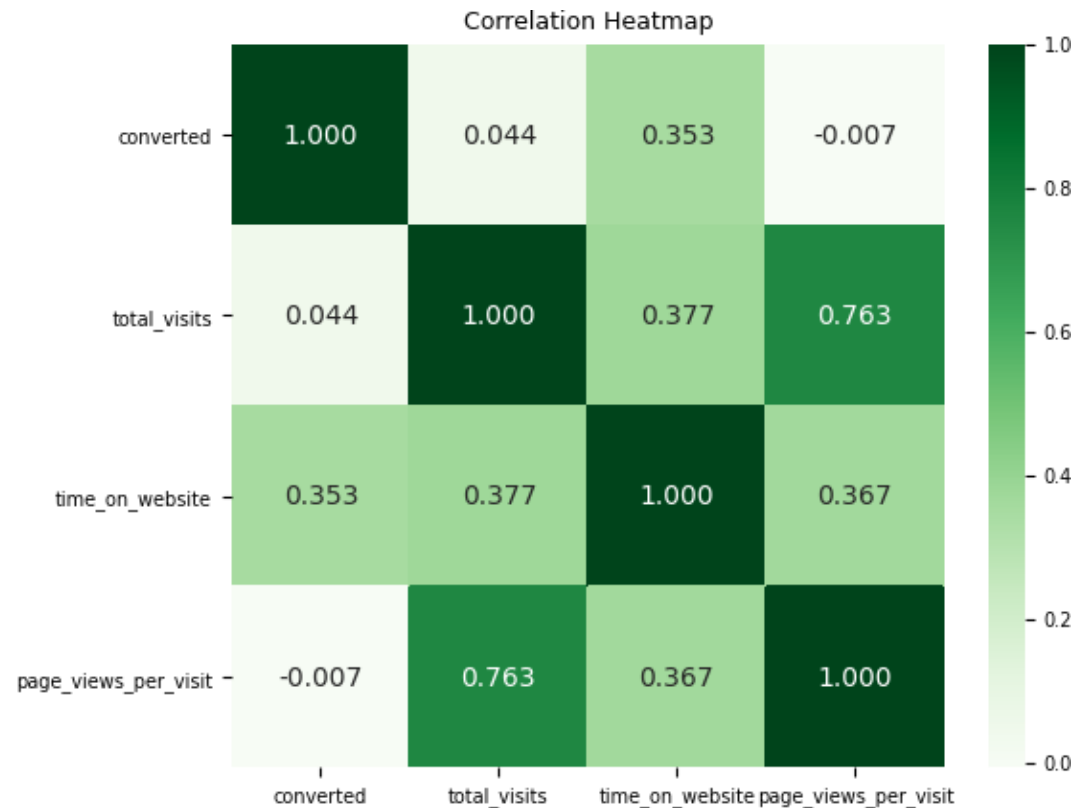 Correlation Heatmap
converted 1.000 0.044 0.353 -0.007
total_visits 0.044 1.000 0.377 0.763
time_on_website 0.353 0.377 1.000 0.367
page_views_per_visit -0.007 0.763 0.367 1.000
converted total_visits time_on_website page_views_per_visit
1.0
0.8
0.6
0.4
0.2
0.0